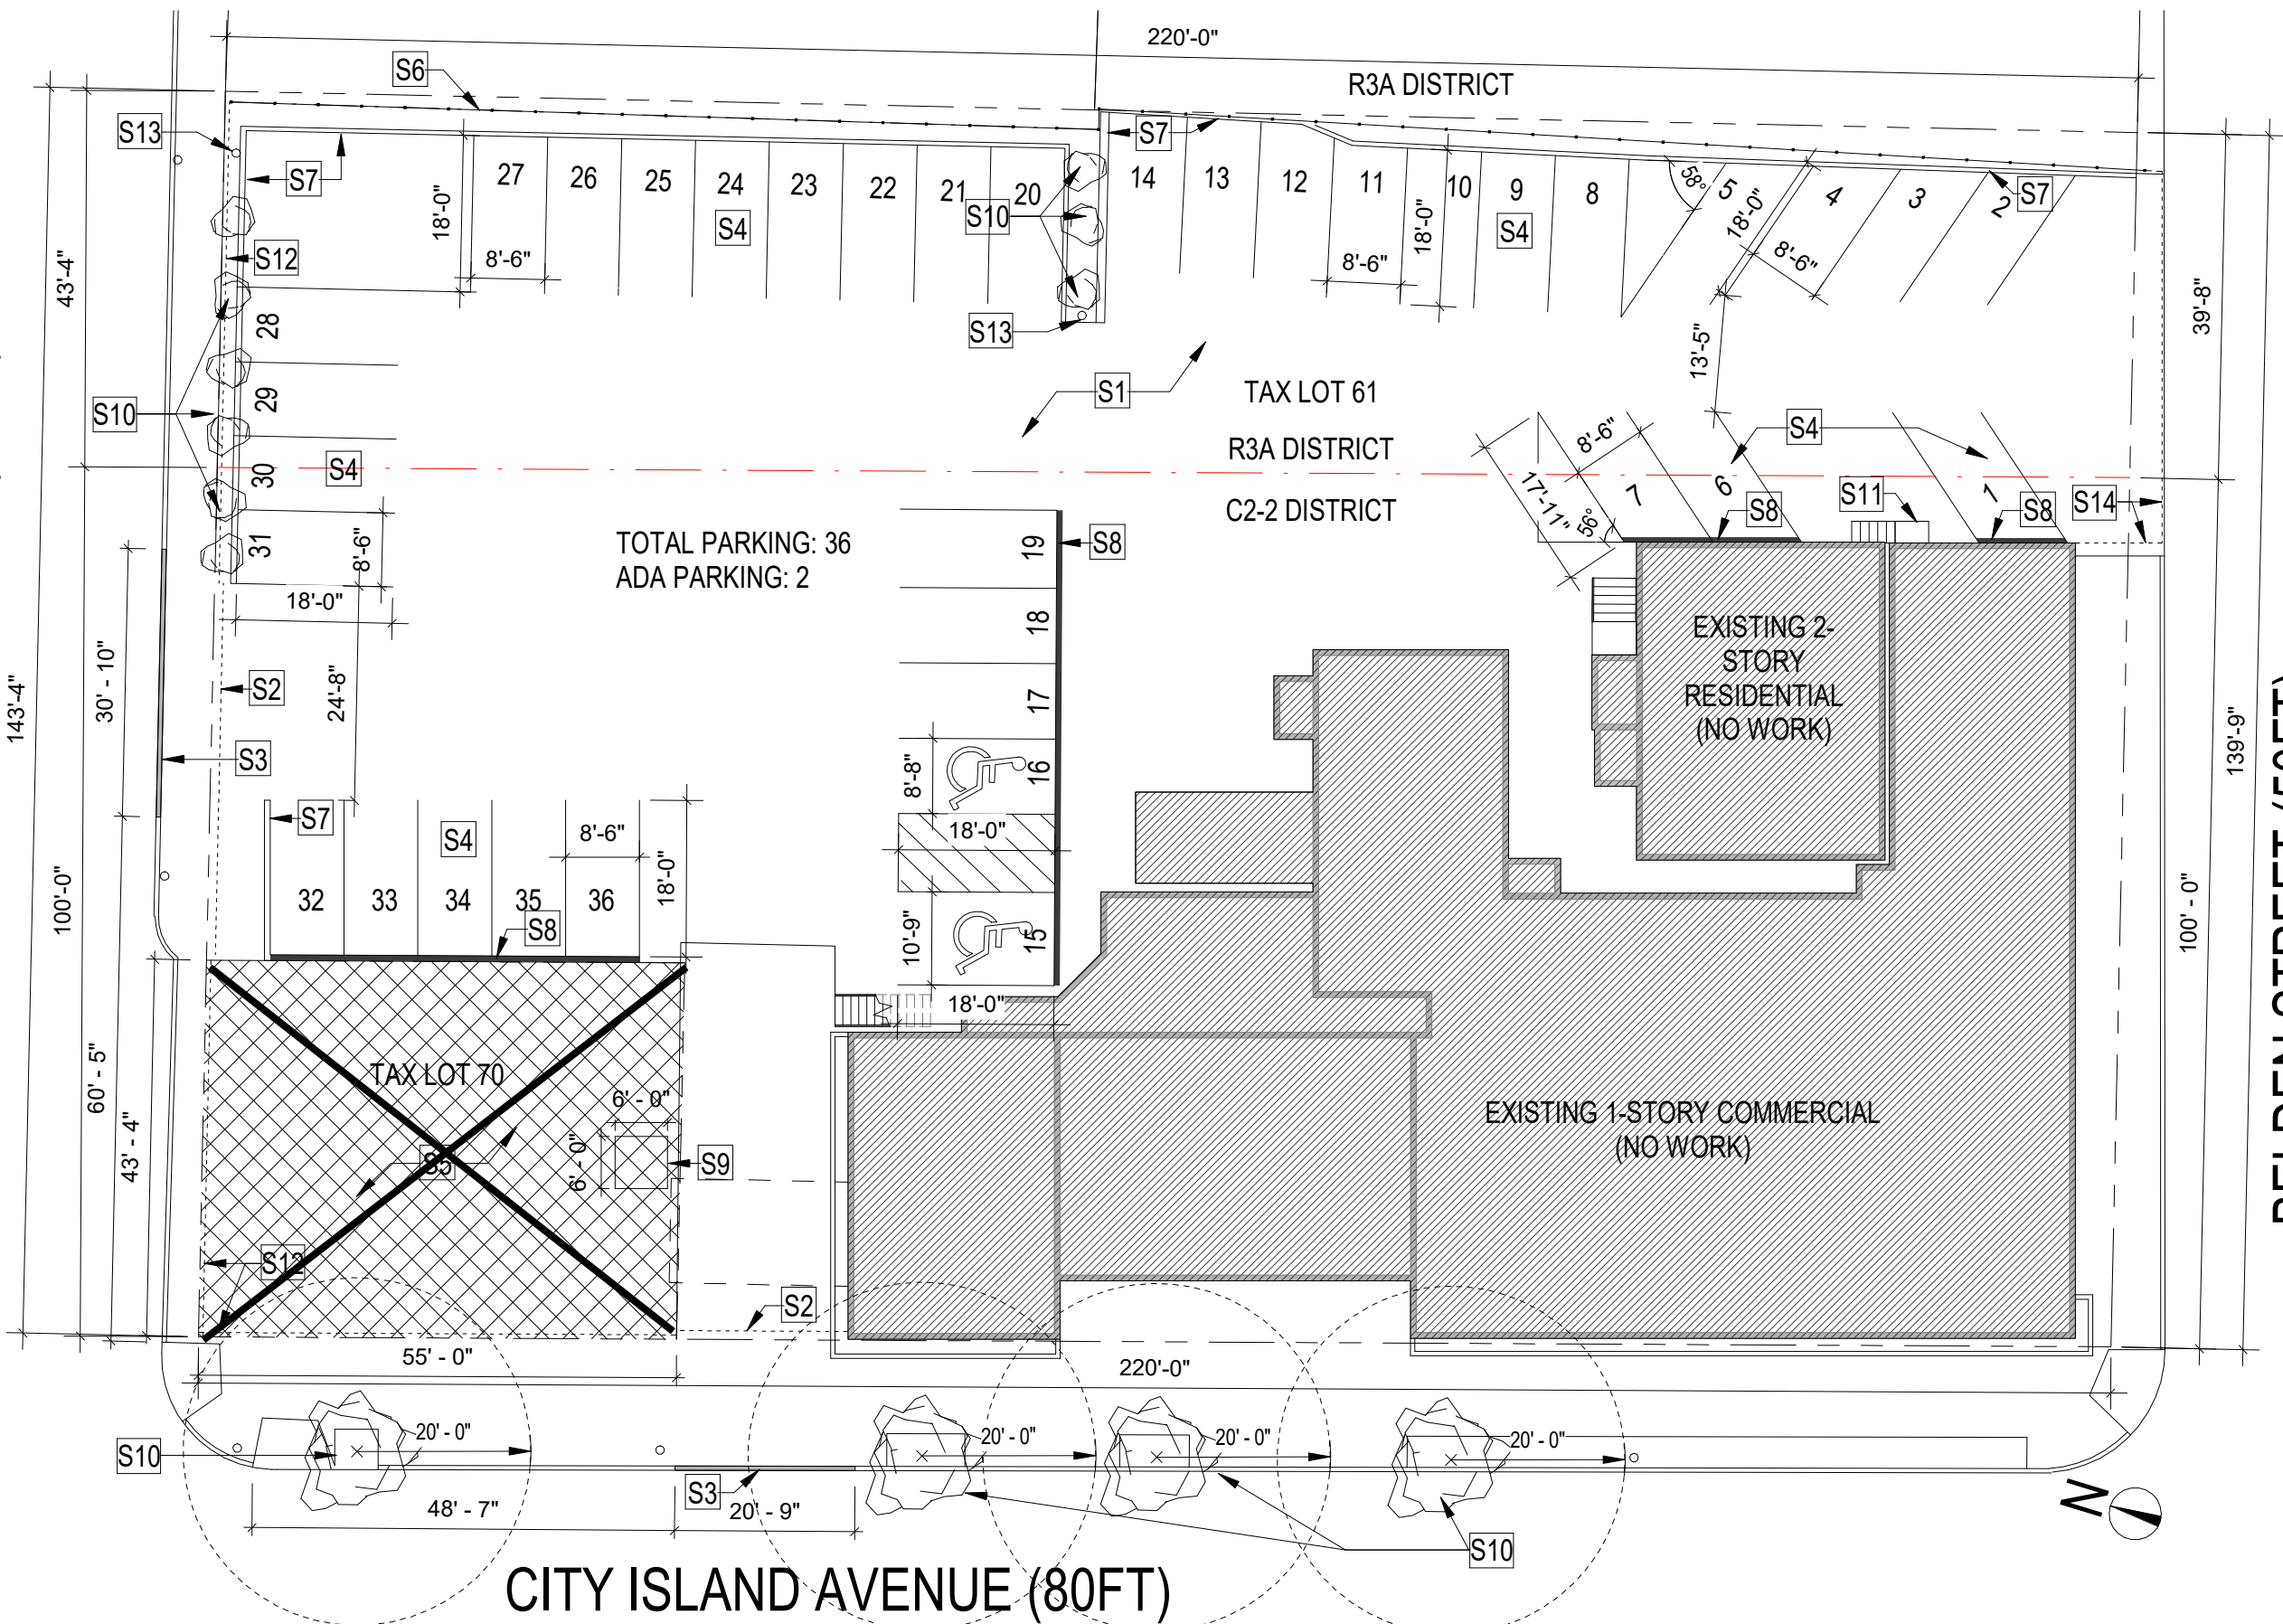 220'-0"
R3A DISTRICT
S6
S13
S7
S7
27
26
25
24
23
22
21
20
14
13
12
11
10
9
8
58°
5
4
3
2
S7
S10
S4
S4
18'-0"
18'-0"
18'-0"
8'-6"
8'-6"
8'-6"
S12
43'-4"
39'-8"
S13
13'-5"
28
29
30
31
S10
S4
S1
TAX LOT 61
R3A DISTRICT
C2-2 DISTRICT
S4
8'-6"
17'-11"
56°
7
6
1
S8
S11
S8
S14
TOTAL PARKING: 36
ADA PARKING: 2
19
18
17
16
15
S8
8'-6"
18'-0"
24'-8"
30' - 10"
143'-4"
S2
S3
EXISTING 2-
STORY
RESIDENTIAL
(NO WORK)
139'-9"
8'-8"
18'-0"
10'-9"
18'-0"
S7
S4
8'-6"
18'-0"
32
33
34
35
36
S8
100'-0"
100' - 0"
60' - 5"
43' - 4"
TAX LOT 70
6' - 0"
6' - 0"
S5
S9
S12
S2
EXISTING 1-STORY COMMERCIAL
(NO WORK)
55' - 0"
220'-0"
S10
20' - 0"
20' - 0"
20' - 0"
20' - 0"
S3
48' - 7"
20' - 9"
S10
N
CITY ISLAND AVENUE (80FT)